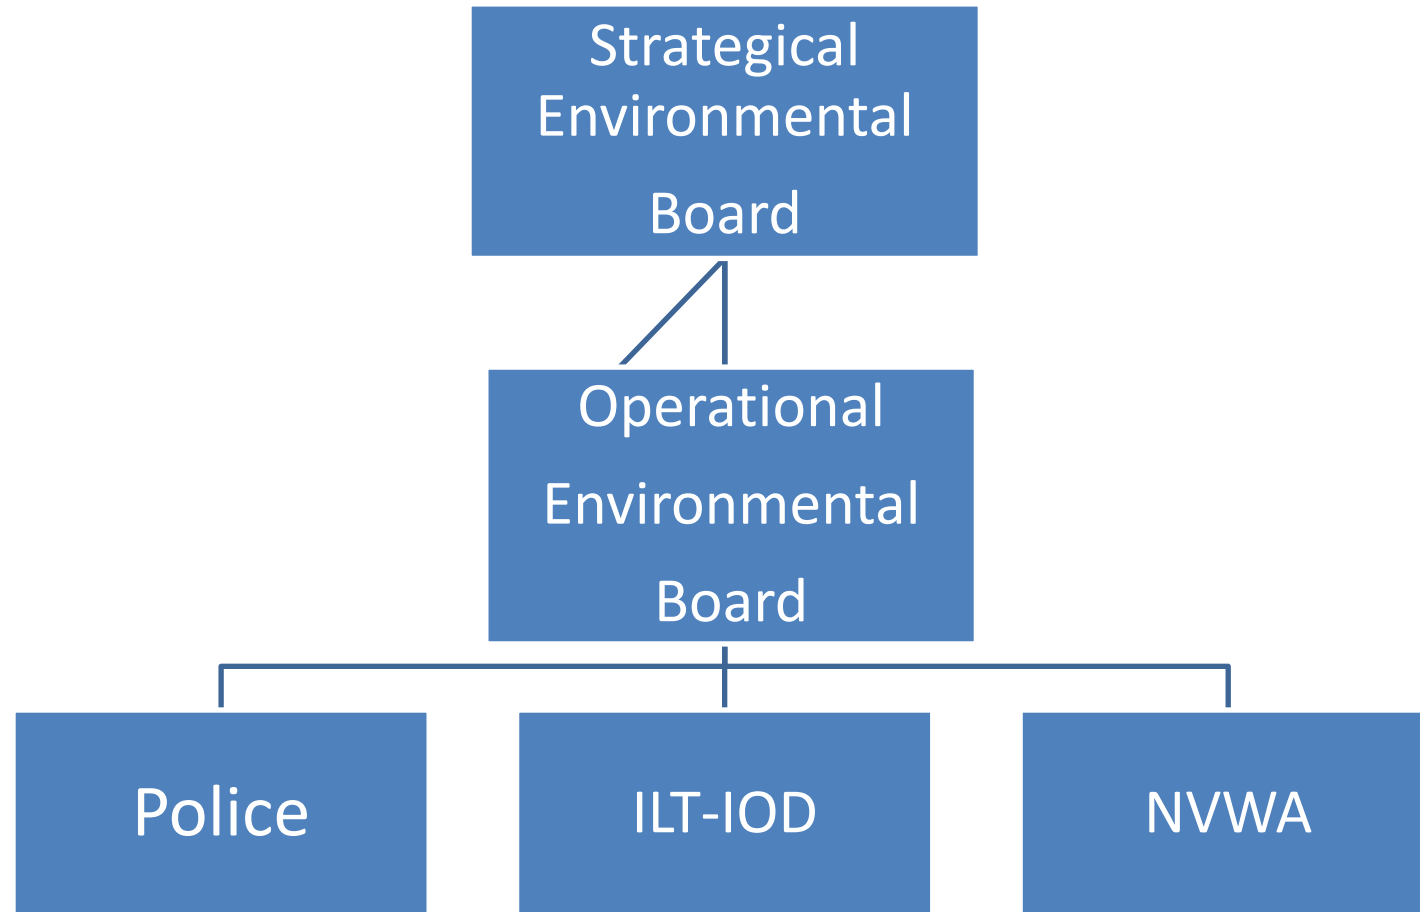 Strategical
Environmental
Board
Operational
Environmental
Board
Police
ILT-IOD
NVWA